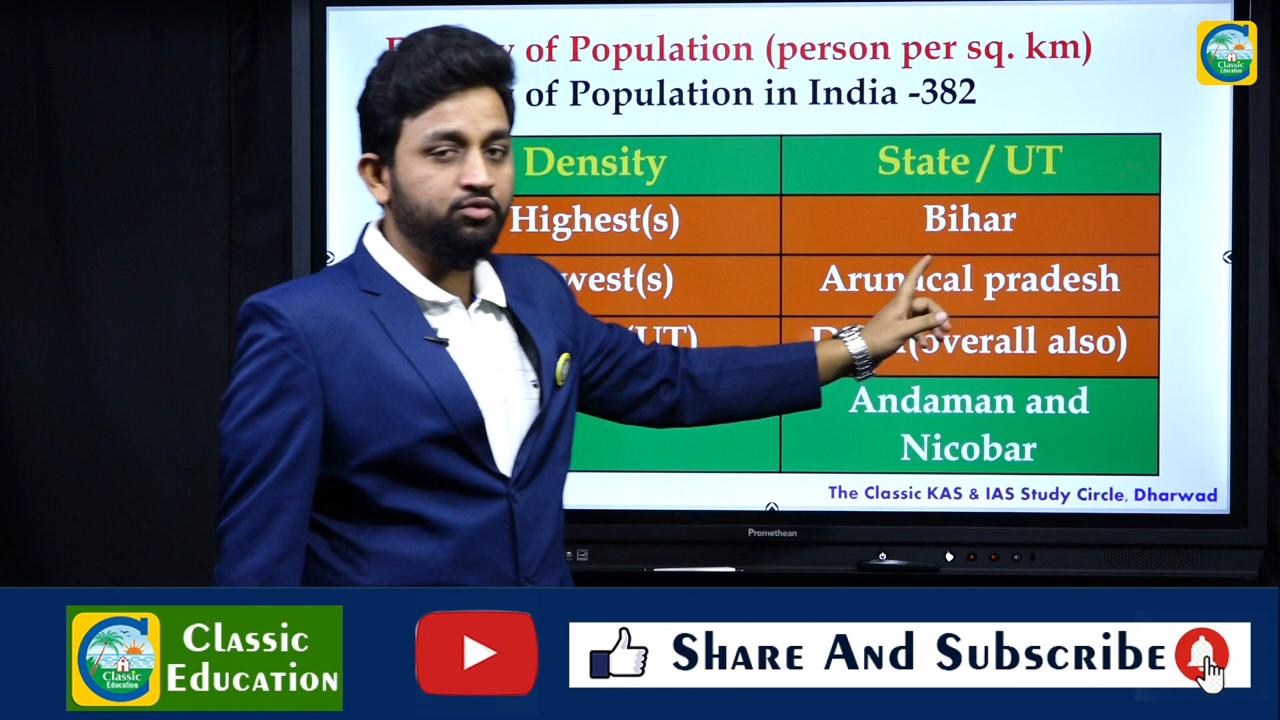 of Population (person per sq. km)
of Population in India -382
Classic
Education
Density
State / UT
Highest(s)
Bihar
west(s)
pradesh
(UT)
(overall also)
Andaman and
Nicobar
The Classic KAS & IAS Study Circle, Dharwad
Promethean
Classic
Education
Classic
Education
Share And Subscribe